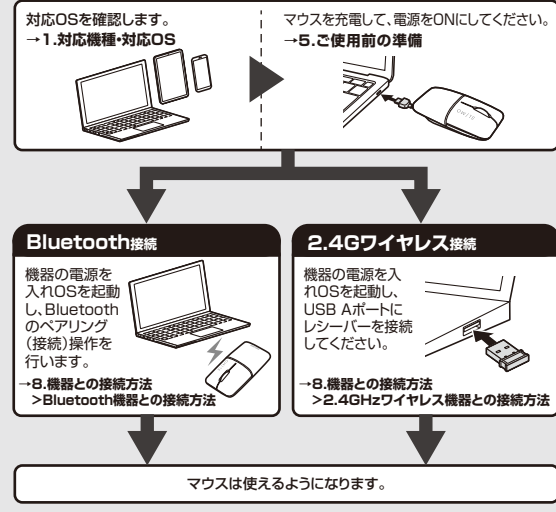 対応OSを確認します。
→1.対応機種・対応OS
マウスを充電して、電源をONにしてください。
→5.ご使用前の準備
Bluetooth接続
機器の電源を
入れOSを起動
し、Bluetooth
のペアリング
(接続)操作を
行います。
→8.機器との接続方法
>Bluetooth機器との接続方法
2.4Gワイヤレス接続
機器の電源を入
れOSを起動し、
USB Aポートに
レシーバーを接続
してください。
→8.機器との接続方法
>2.4GHzワイヤレス機器との接続方法
マウスは使えるようになります。